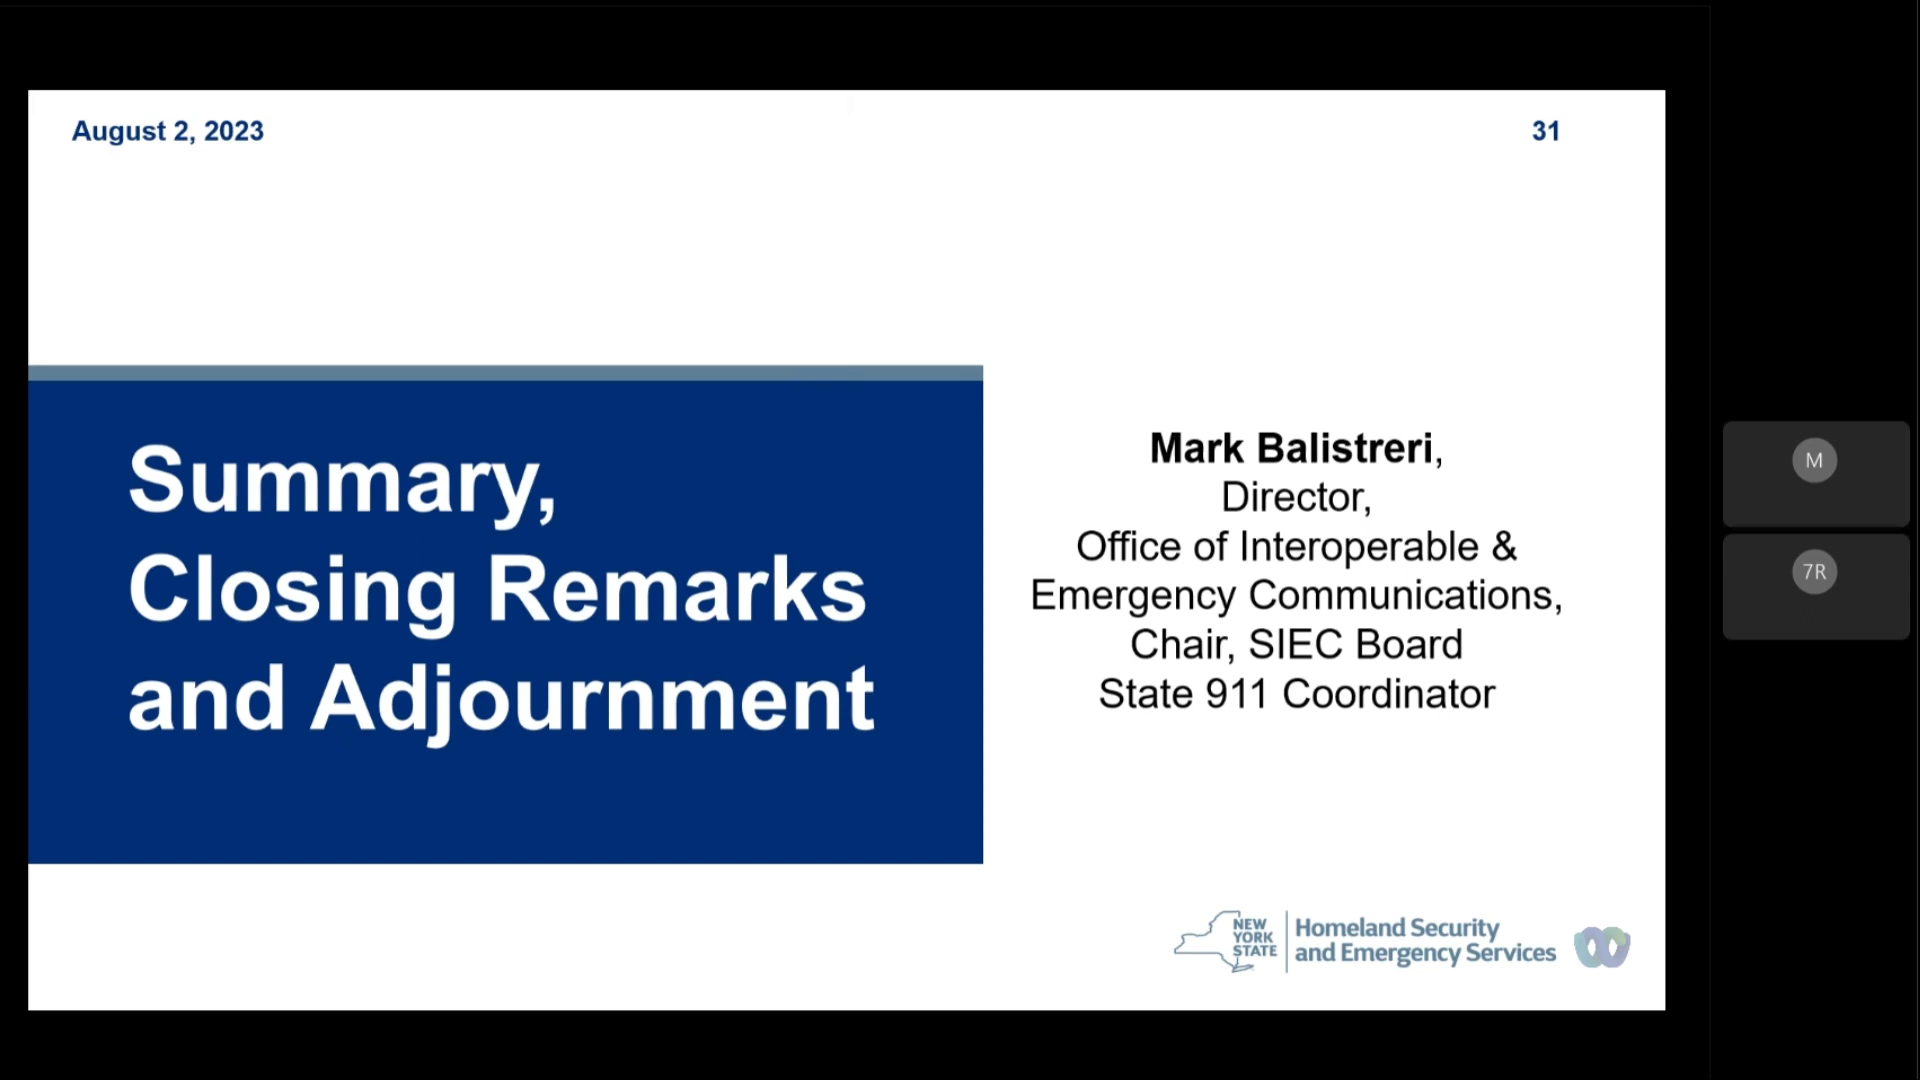 August 2, 2023
31
Summary,
Closing Remarks
and Adjournment
Mark Balistreri,
Director,
Office of Interoperable &
Emergency Communications,
Chair, SIEC Board
State 911 Coordinator
NEW
YORK
STATE
Homeland Security
and Emergency Services
M
7R